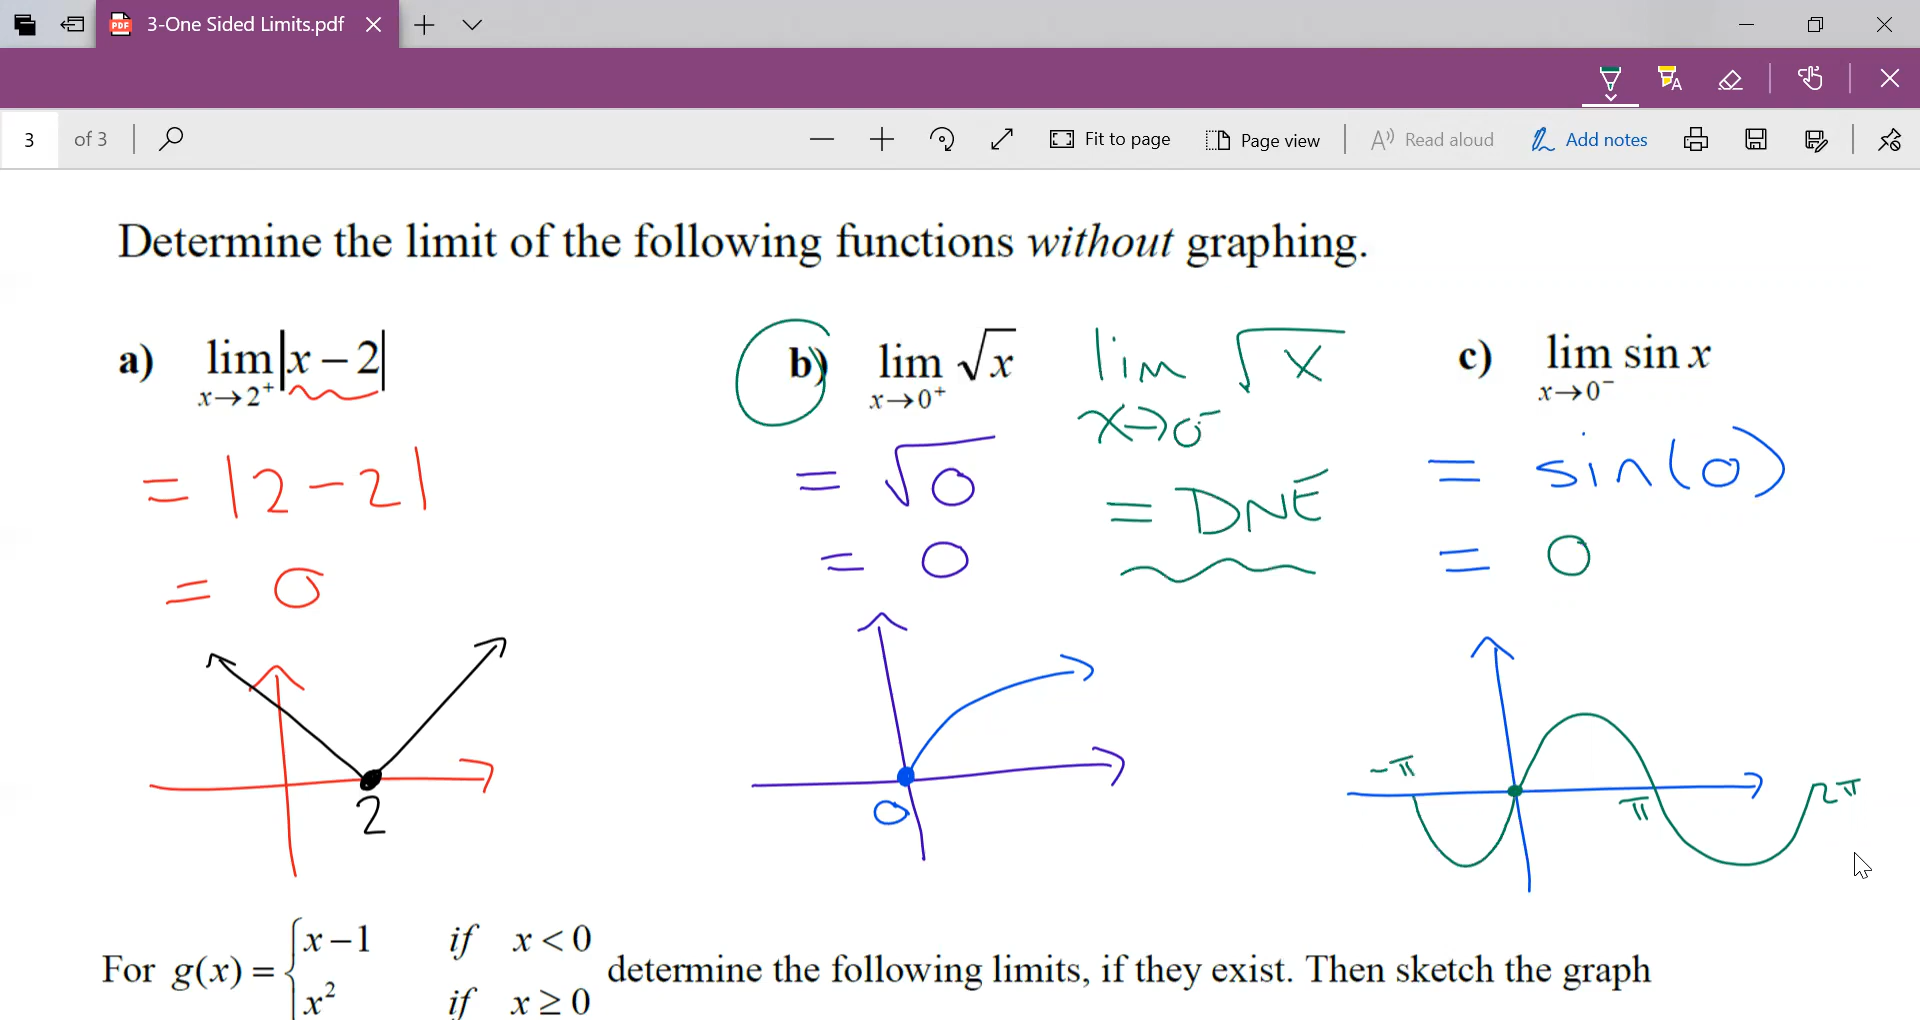 3-One Sided Limits.pdf
3 of 3 Fit to page Page view A)) Read aloud Add notes
Determine the limit of the following functions without graphing.
a) lim x→2⁺ |x – 2|
= |2-2|
= 0
2
b) lim x→0⁺ √x
= √0
= 0
0
lim x→0⁻ √x
= DNE
c) lim x→0⁻ sin x
= sin(0)
= 0
-π π 2π
For g(x) = { x – 1 if x < 0
x² if x ≥ 0
determine the following limits, if they exist. Then sketch the graph